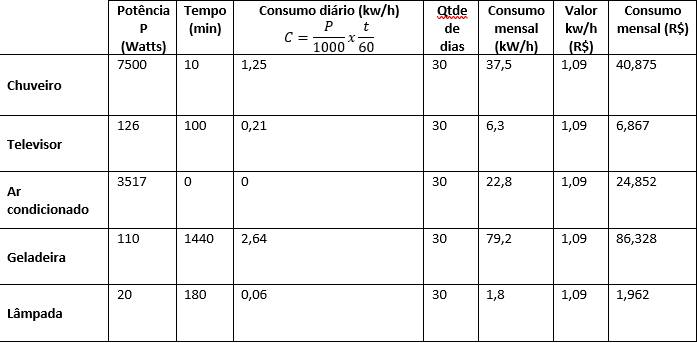 Potência P (Watts) | Tempo (min) | Consumo diário (kw/h) C = P/1000 x t/60 | Qtde de dias | Consumo mensal (kW/h) | Valor kw/h (R$) | Consumo mensal (R$)
Chuveiro | 7500 | 10 | 1,25 | 30 | 37,5 | 1,09 | 40,875
Televisor | 126 | 100 | 0,21 | 30 | 6,3 | 1,09 | 6,867
Ar condicionado | 3517 | 0 | 0 | 30 | 22,8 | 1,09 | 24,852
Geladeira | 110 | 1440 | 2,64 | 30 | 79,2 | 1,09 | 86,328
Lâmpada | 20 | 180 | 0,06 | 30 | 1,8 | 1,09 | 1,962